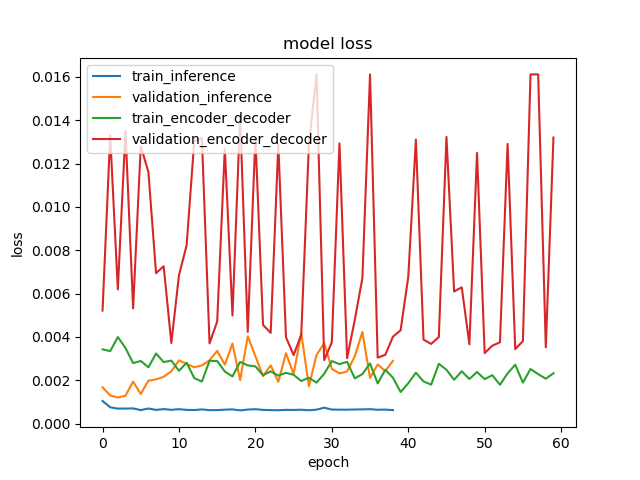 model loss
train_inference
validation_inference
train_encoder_decoder
validation_encoder_decoder
0.016
0.014
0.012
0.010
0.008
0.006
0.004
0.002
0.000
loss
0 10 20 30 40 50 60
epoch